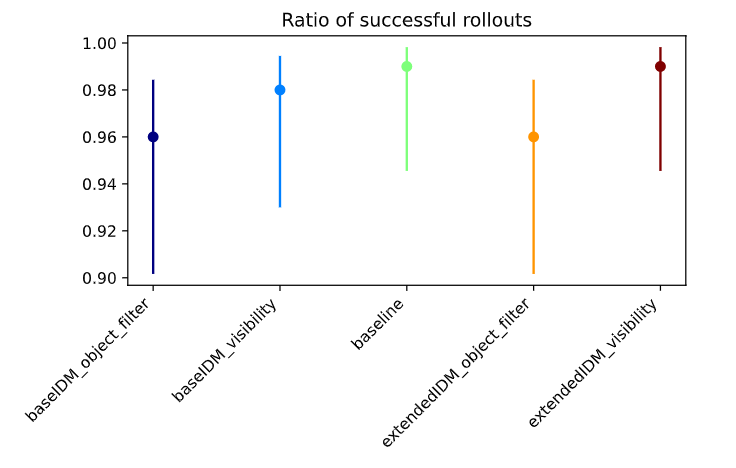 Ratio of successful rollouts
1.00
0.98
0.96
0.94
0.92
0.90
baseIDM_object_filter
baseIDM_visibility
baseline
extendedIDM_object_filter
extendedIDM_visibility